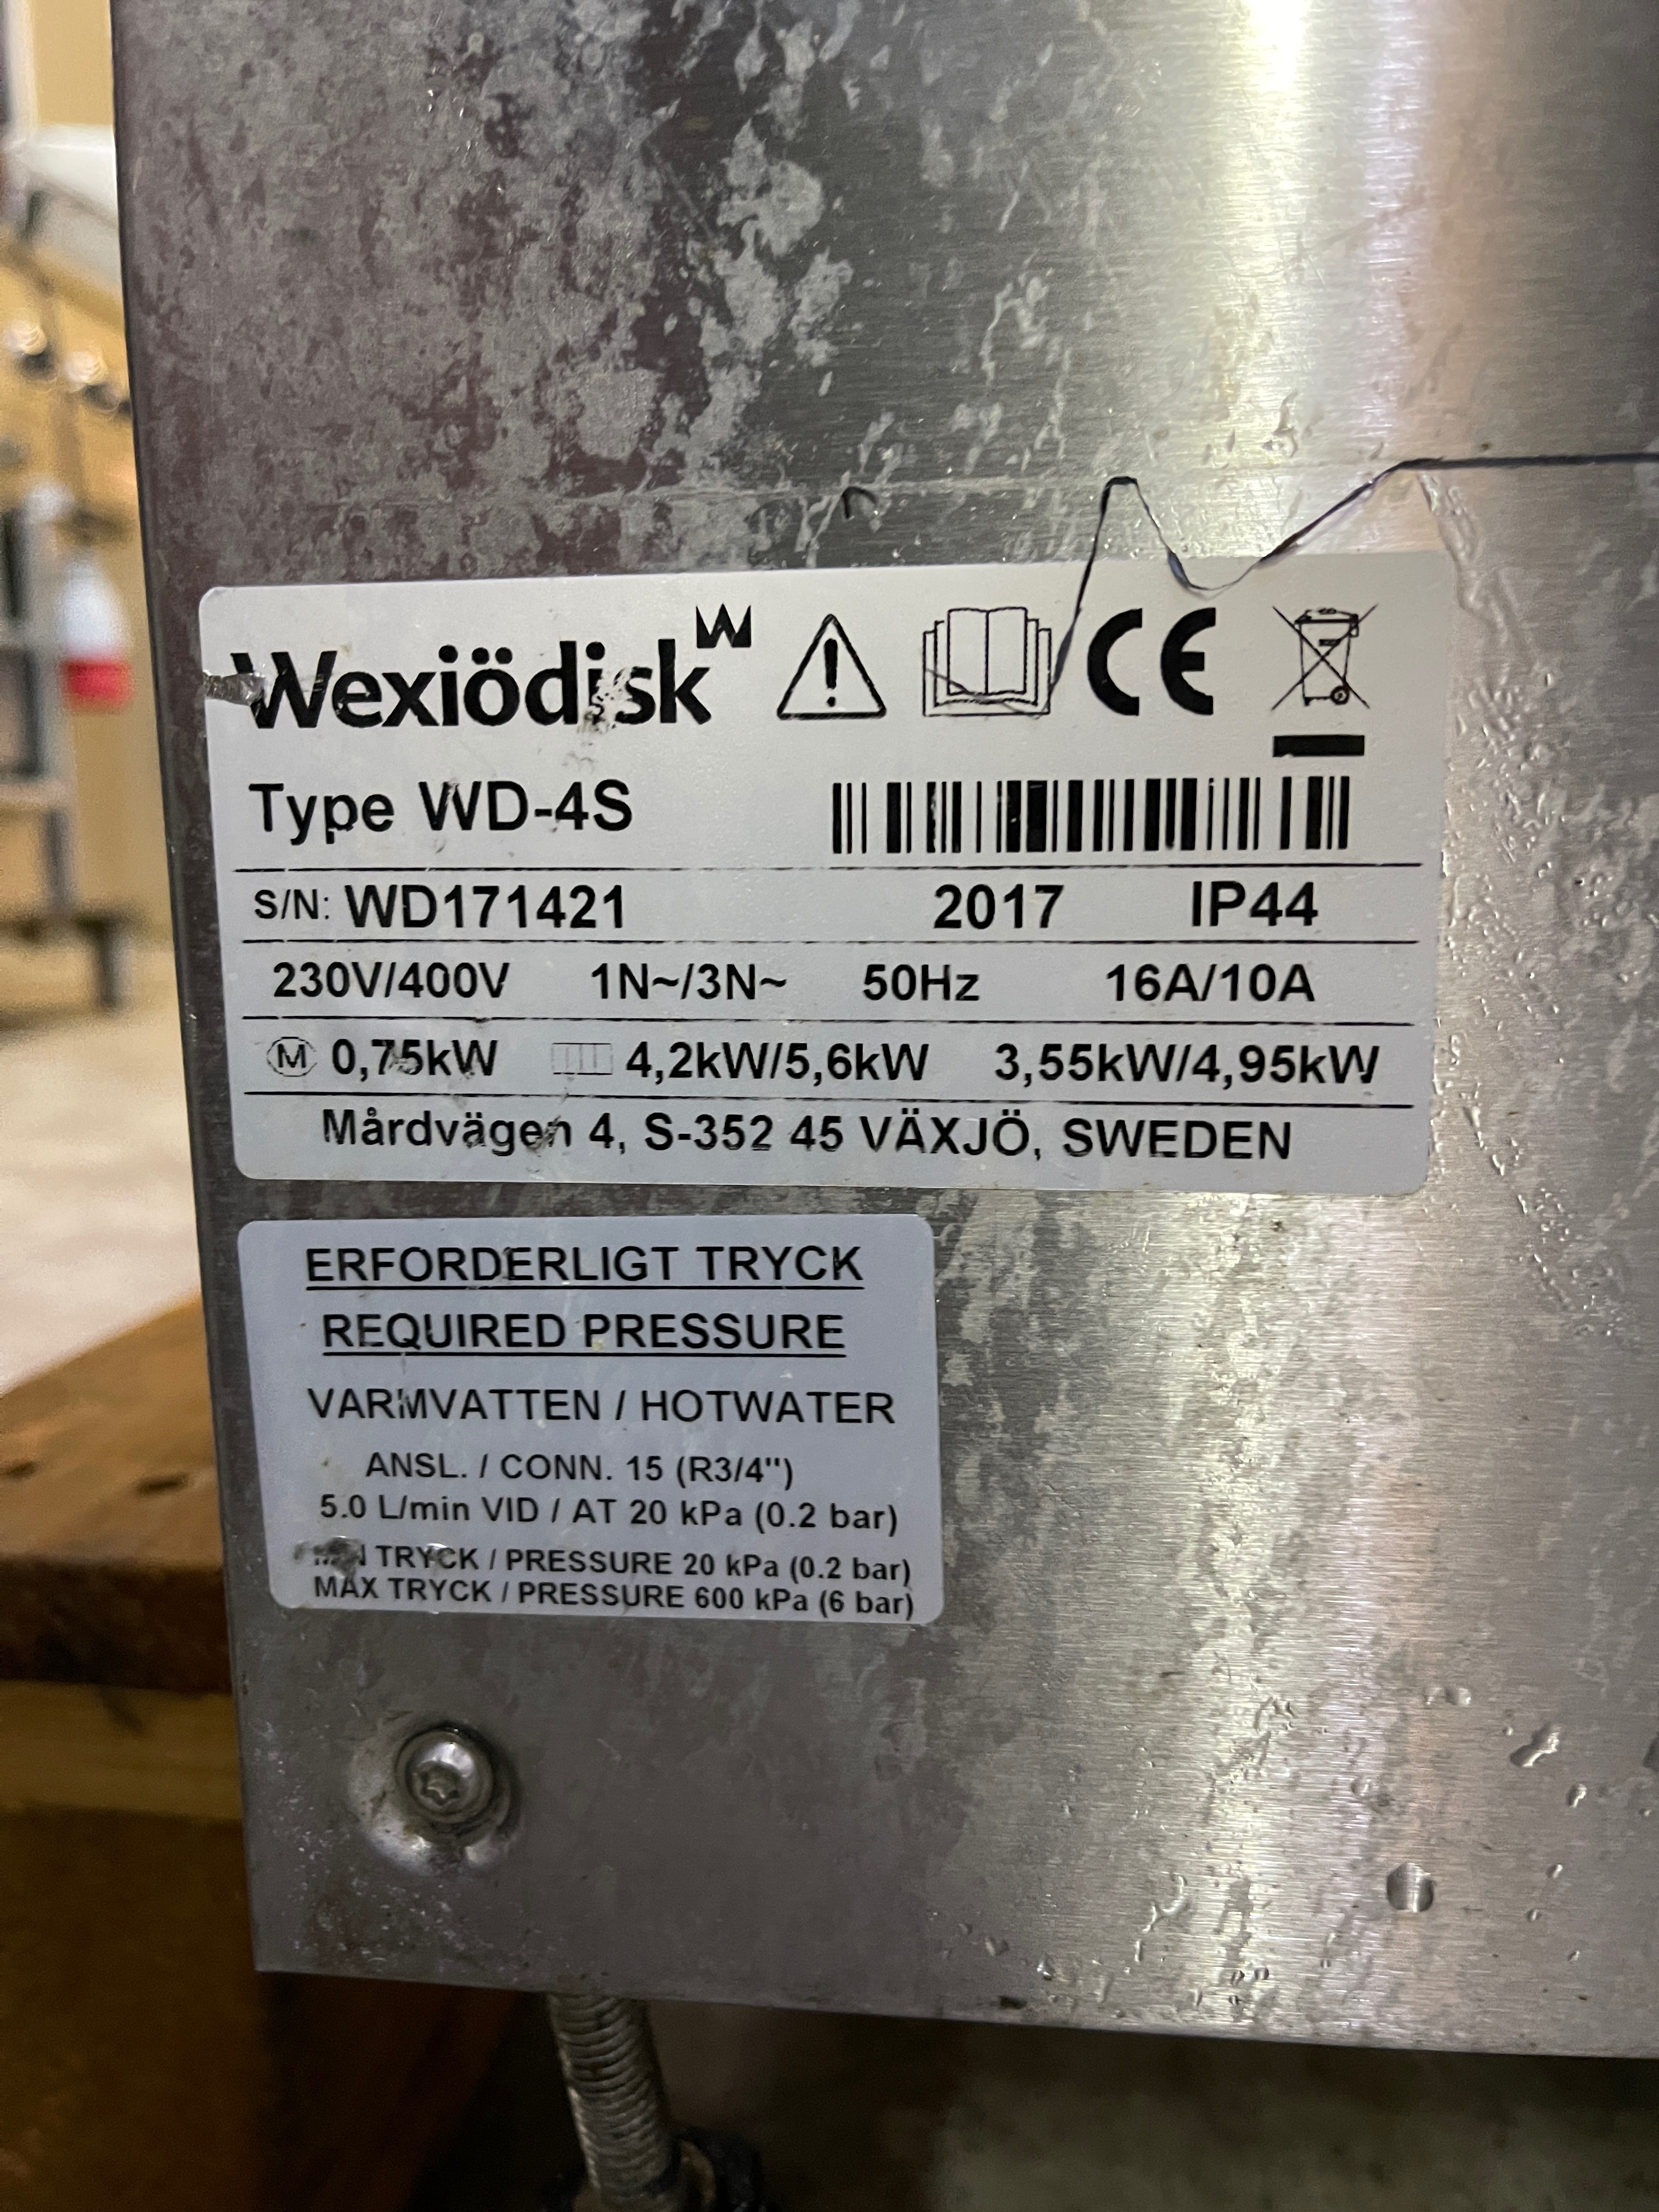 Wexiödisk
CE
Type WD-4S
S/N: WD171421 2017 IP44
230V/400V 1N~/3N~ 50Hz 16A/10A
M 0,75kW 4,2kW/5,6kW 3,55kW/4,95kW
Mårdvägen 4, S-352 45 VÄXJÖ, SWEDEN
ERFORDERLIGT TRYCK
REQUIRED PRESSURE
VARMVATTEN / HOTWATER
ANSL. / CONN. 15 (R3/4")
5.0 L/min VID / AT 20 kPa (0.2 bar)
TRYCK / PRESSURE 20 kPa (0.2 bar)
MAX TRYCK / PRESSURE 600 kPa (6 bar)